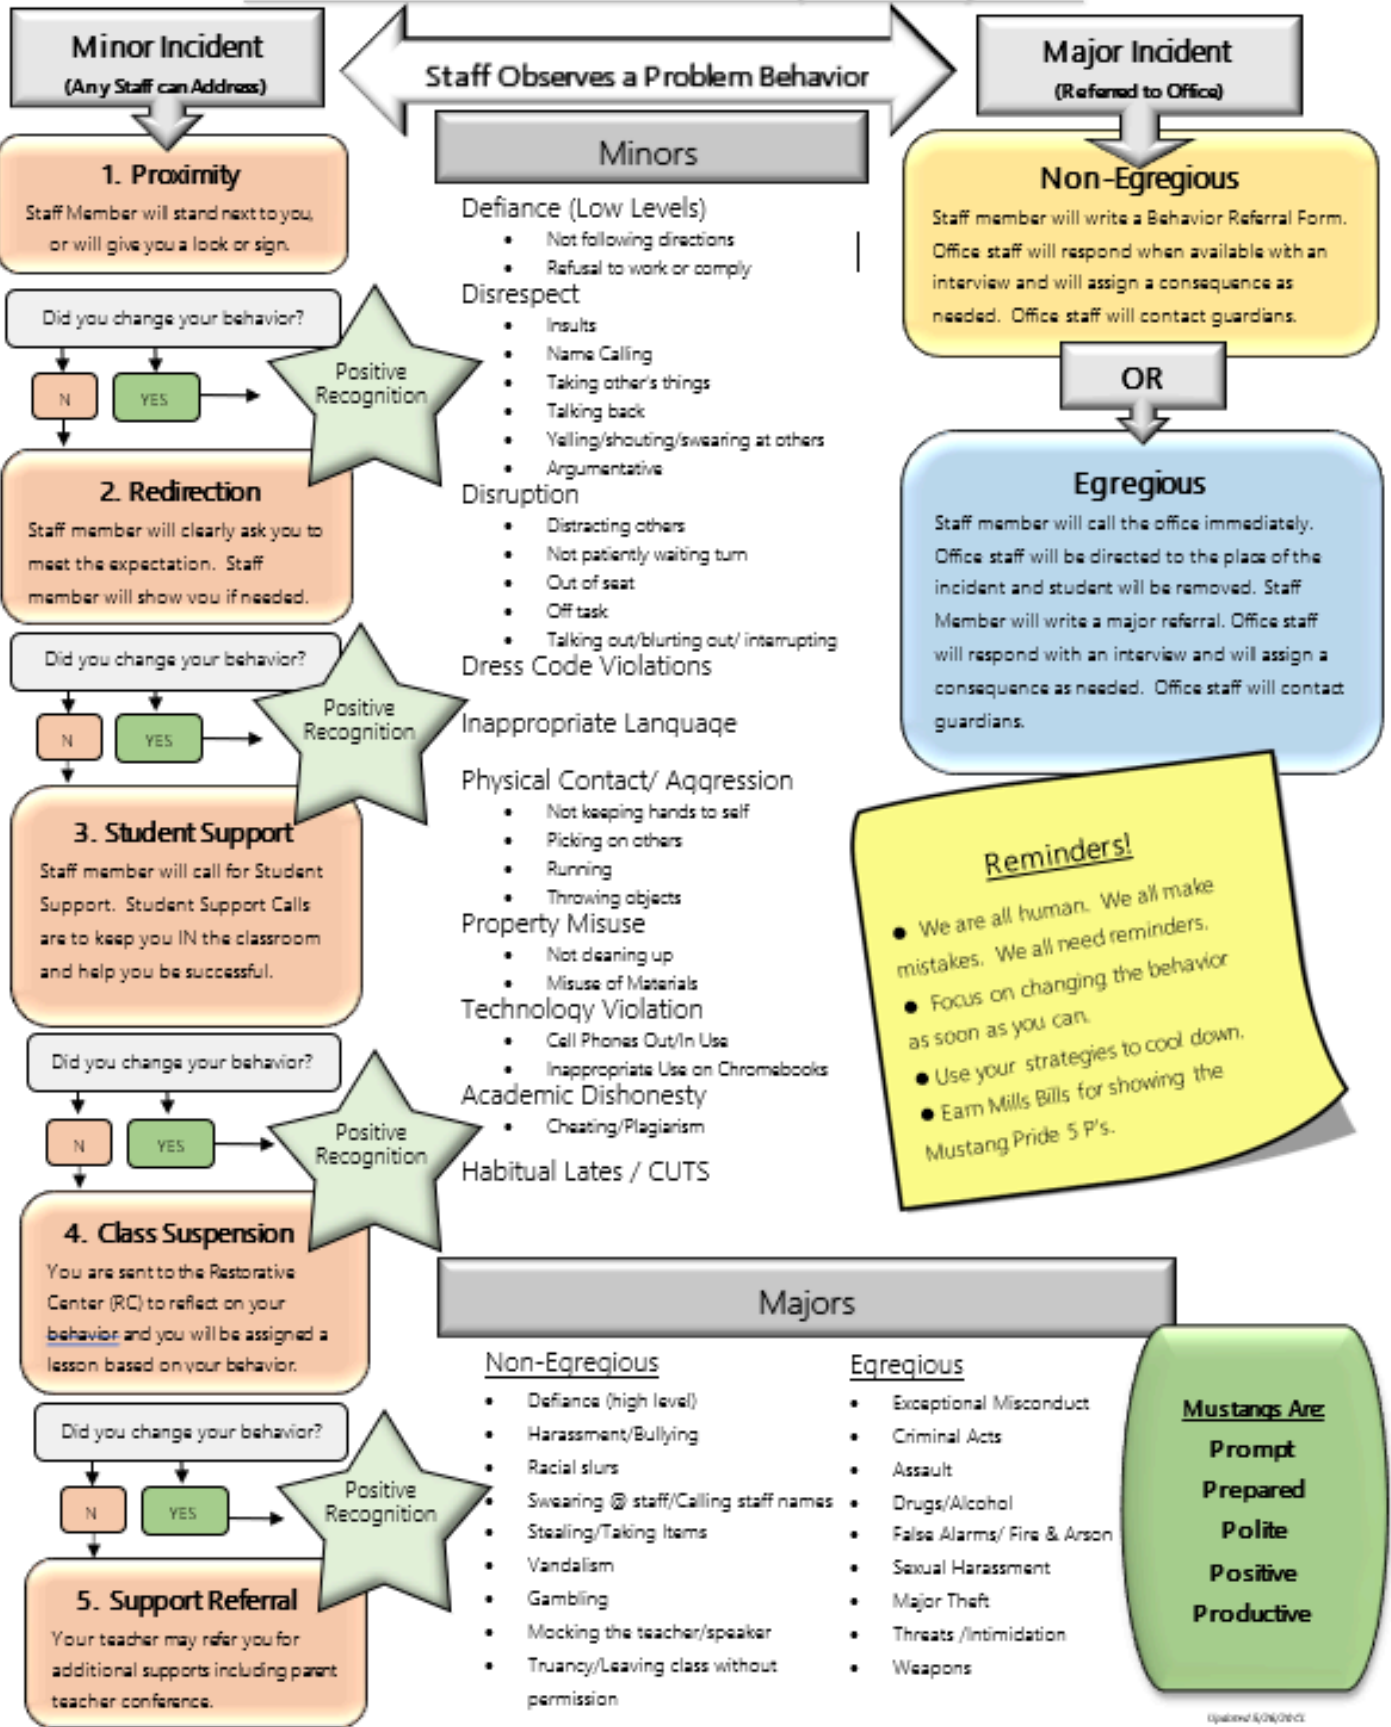 Minor Incident
(Any Staff can Address)
Staff Observes a Problem Behavior
Major Incident
(Referred to Office)
1. Proximity
Staff Member will stand next to you,
or will give you a look or sign.
Did you change your behavior?
N
YES
Positive
Recognition
2. Redirection
Staff member will clearly ask you to
meet the expectation. Staff
member will show you if needed.
Did you change your behavior?
N
YES
Positive
Recognition
3. Student Support
Staff member will call for Student
Support. Student Support Calls
are to keep you IN the classroom
and help you be successful.
Did you change your behavior?
N
YES
Positive
Recognition
4. Class Suspension
You are sent to the Restorative
Center (RC) to reflect on your
behavior and you will be assigned a
lesson based on your behavior.
Did you change your behavior?
N
YES
Positive
Recognition
5. Support Referral
Your teacher may refer you for
additional supports including parent
teacher conference.
Minors
Defiance (Low Levels)
• Not following directions
• Refusal to work or comply
Disrespect
• Insults
• Name Calling
• Taking other's things
• Talking back
• Yelling/shouting/swearing at others
• Argumentative
Disruption
• Distracting others
• Not patiently waiting turn
• Out of seat
• Off task
• Talking out/blurting out/ interrupting
Dress Code Violations
Inappropriate Language
Physical Contact/ Aggression
• Not keeping hands to self
• Picking on others
• Running
• Throwing objects
Property Misuse
• Not cleaning up
• Misuse of Materials
Technology Violation
• Cell Phones Out/In Use
• Inappropriate Use on Chromebooks
Academic Dishonesty
• Cheating/Plagiarism
Habitual Lates / CUTS
Non-Egregious
Staff member will write a Behavior Referral Form.
Office staff will respond when available with an
interview and will assign a consequence as
needed. Office staff will contact guardians.
OR
Egregious
Staff member will call the office immediately.
Office staff will be directed to the place of the
incident and student will be removed. Staff
Member will write a major referral. Office staff
will respond with an interview and will assign a
consequence as needed. Office staff will contact
guardians.
Reminders!
● We are all human. We all make
mistakes. We all need reminders.
● Focus on changing the behavior
as soon as you can.
● Use your strategies to cool down.
● Earn Mills Bills for showing the
Mustang Pride 5 P's.
Majors
Non-Egregious
• Defiance (high level)
• Harassment/Bullying
• Racial slurs
• Swearing @ staff/Calling staff names
• Stealing/Taking Items
• Vandalism
• Gambling
• Mocking the teacher/speaker
• Truancy/Leaving class without
permission
Egregious
• Exceptional Misconduct
• Criminal Acts
• Assault
• Drugs/Alcohol
• False Alarms/ Fire & Arson
• Sexual Harassment
• Major Theft
• Threats /Intimidation
• Weapons
Mustangs Are:
Prompt
Prepared
Polite
Positive
Productive
Updated